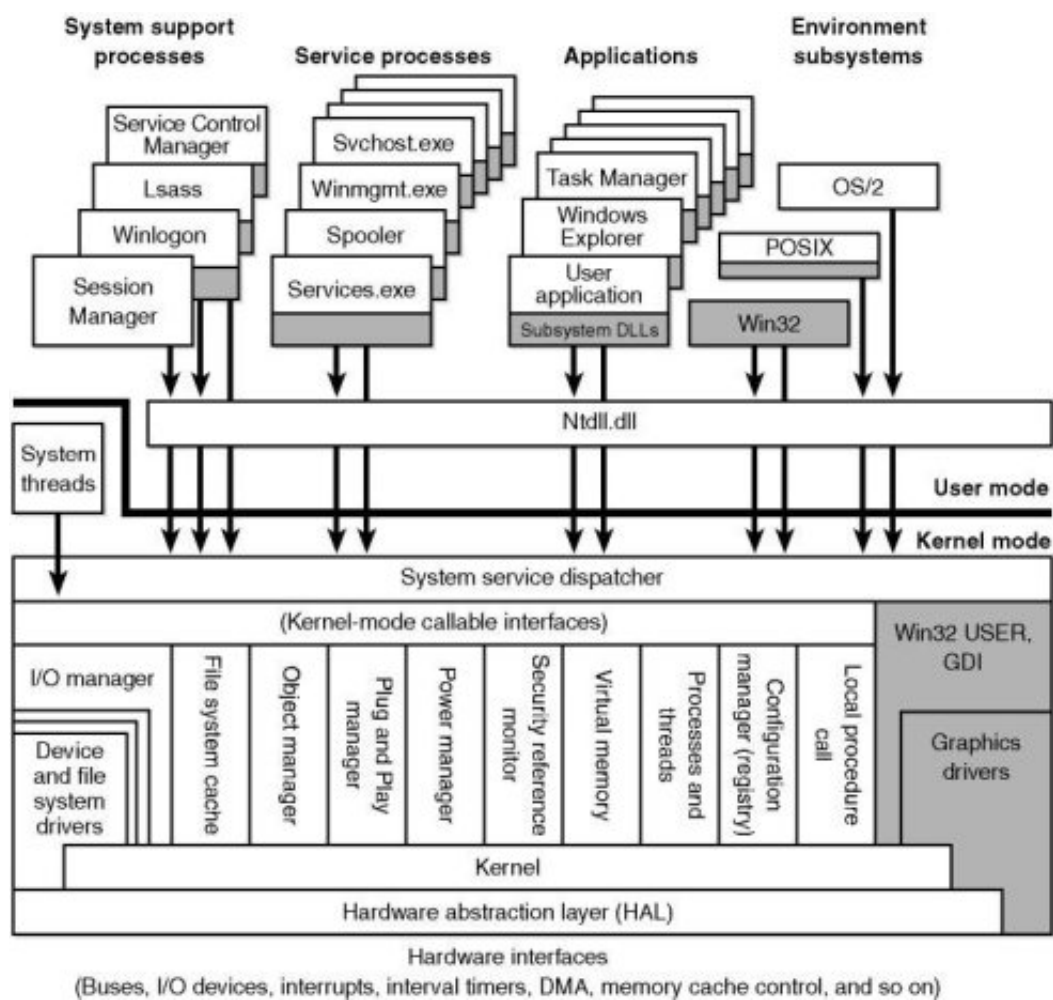 System support
processes
Service processes
Applications
Environment
subsystems
Service Control
Manager
Lsass
Winlogon
Session
Manager
Svchost.exe
Winmgmt.exe
Spooler
Services.exe
Task Manager
Windows
Explorer
User
application
Subsystem DLLs
OS/2
POSIX
Win32
Ntdll.dll
System
threads
User mode
Kernel mode
System service dispatcher
(Kernel-mode callable interfaces)
Win32 USER,
GDI
I/O manager
Device and
file system
drivers
File system cache
Object manager
Plug and Play
manager
Power manager
Security reference
monitor
Virtual memory
Processes and
threads
Configuration
manager (registry)
Local procedure
call
Graphics
drivers
Kernel
Hardware abstraction layer (HAL)
Hardware interfaces
(Buses, I/O devices, interrupts, interval timers, DMA, memory cache control, and so on)